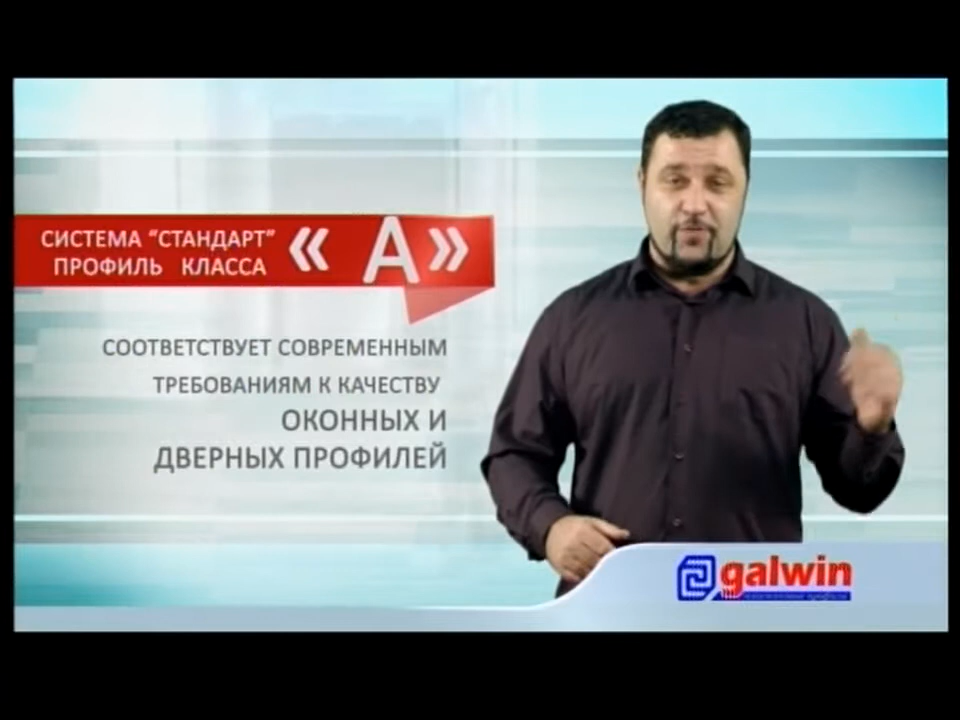 СИСТЕМА “СТАНДАРТ”
ПРОФИЛЬ КЛАССА « А»
СООТВЕТСТВУЕТ СОВРЕМЕННЫМ
ТРЕБОВАНИЯМ К КАЧЕСТВУ
ОКОННЫХ И
ДВЕРНЫХ ПРОФИЛЕЙ
galwin